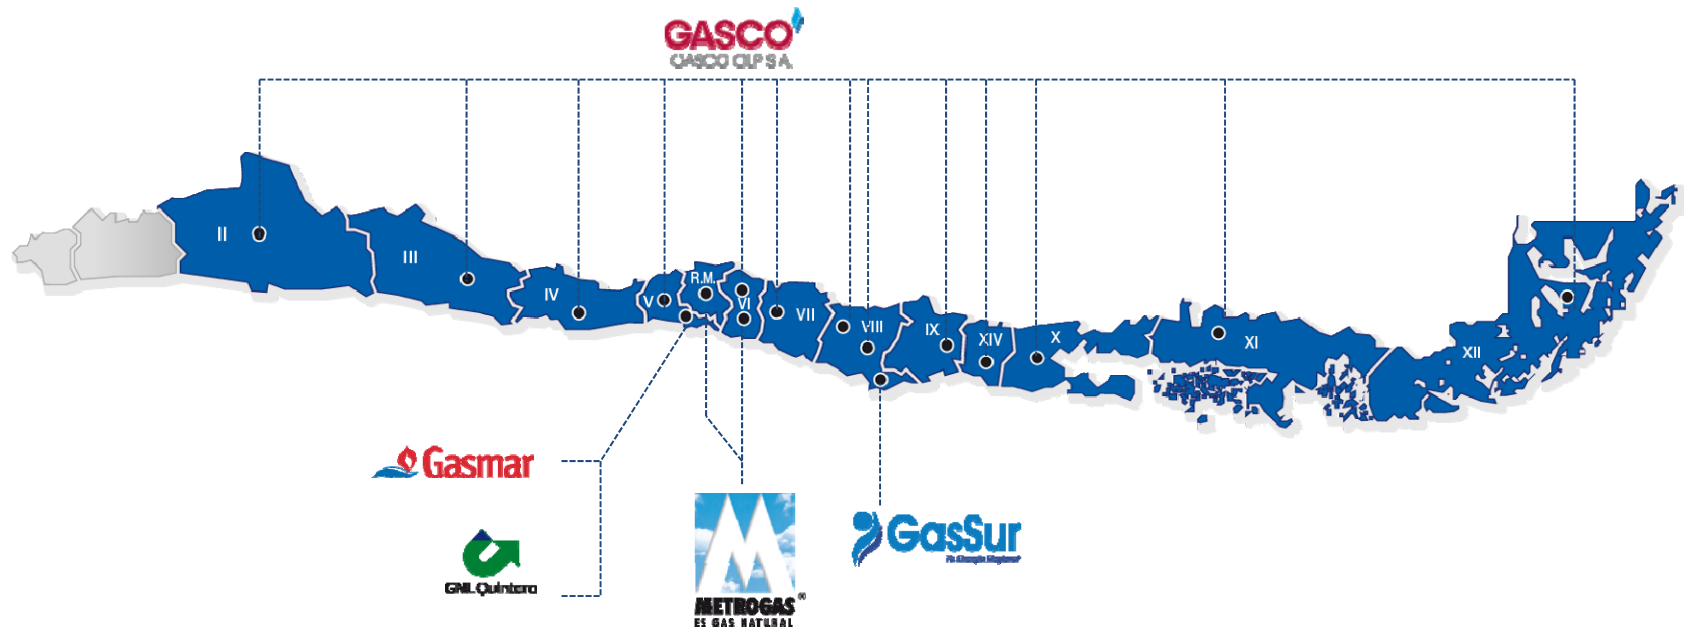 GASCO
GASCO GLP S.A.
II
III
IV
V
R.M.
VI
VII
VIII
IX
XIV
X
XI
XII
Gasmar
GNL Quintero
METROGAS®
ES GAS NATURAL
GasSur